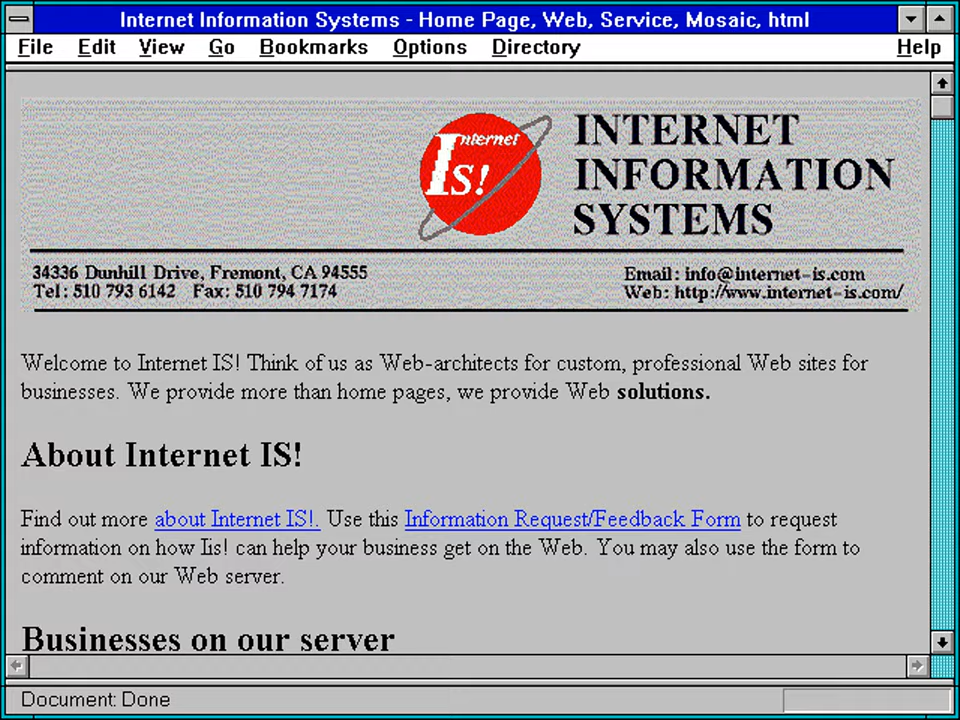 Internet Information Systems - Home Page, Web, Service, Mosaic, html
File Edit View Go Bookmarks Options Directory Help
Internet
IS!
INTERNET
INFORMATION
SYSTEMS
34336 Dunhill Drive, Fremont, CA 94555
Email: info@internet-is.com
Tel: 510 793 6142 Fax: 510 794 7174
Web: http://www.internet-is.com/
Welcome to Internet IS! Think of us as Web-architects for custom, professional Web sites for
businesses. We provide more than home pages, we provide Web solutions.
About Internet IS!
Find out more about Internet IS!. Use this Information Request/Feedback Form to request
information on how Iis! can help your business get on the Web. You may also use the form to
comment on our Web server.
Businesses on our server
Document: Done